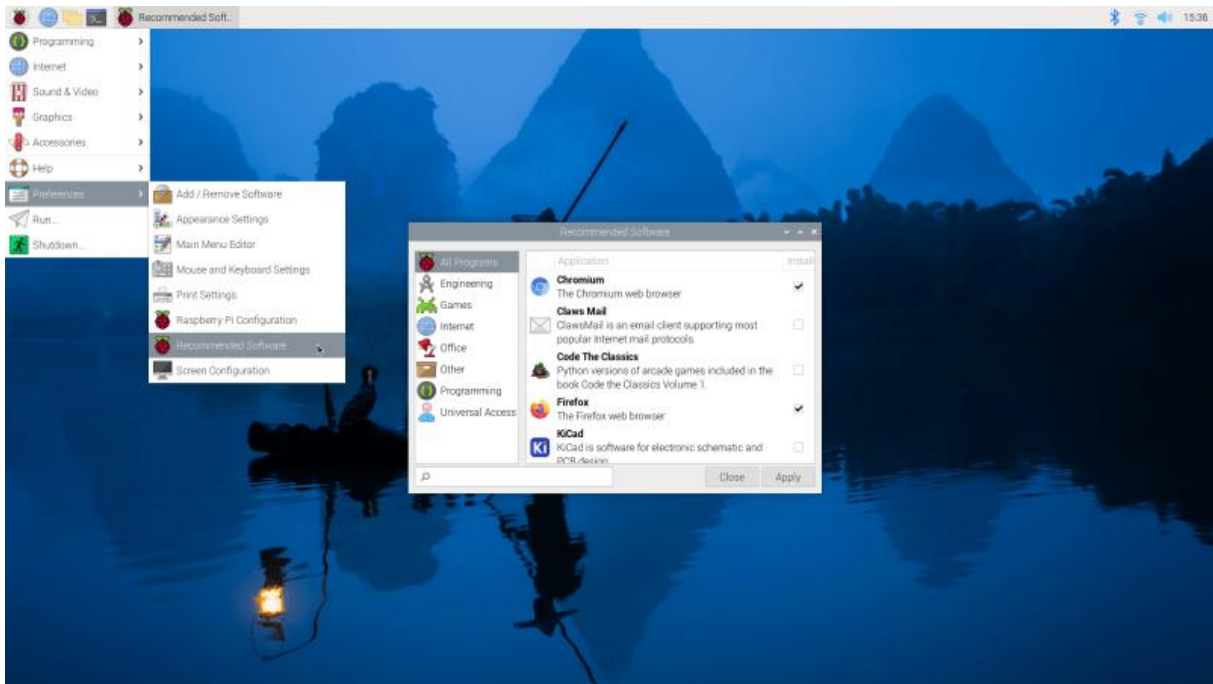 Recommended Soft..
15:36
Programming
Internet
Sound & Video
Graphics
Accessories
Help
Preferences
Run...
Shutdown...
Add / Remove Software
Appearance Settings
Main Menu Editor
Mouse and Keyboard Settings
Print Settings
Raspberry Pi Configuration
Recommended Software
Screen Configuration
Recommended Software
All Programs
Engineering
Games
Internet
Office
Other
Programming
Universal Access
Application
Install
Chromium
The Chromium web browser
Claws Mail
ClawsMail is an email client supporting most
popular Internet mail protocols.
Code The Classics
Python versions of arcade games included in the
book Code the Classics Volume 1.
Firefox
The Firefox web browser
Ki
KiCad
KiCad is software for electronic schematic and
PCB design
Close
Apply